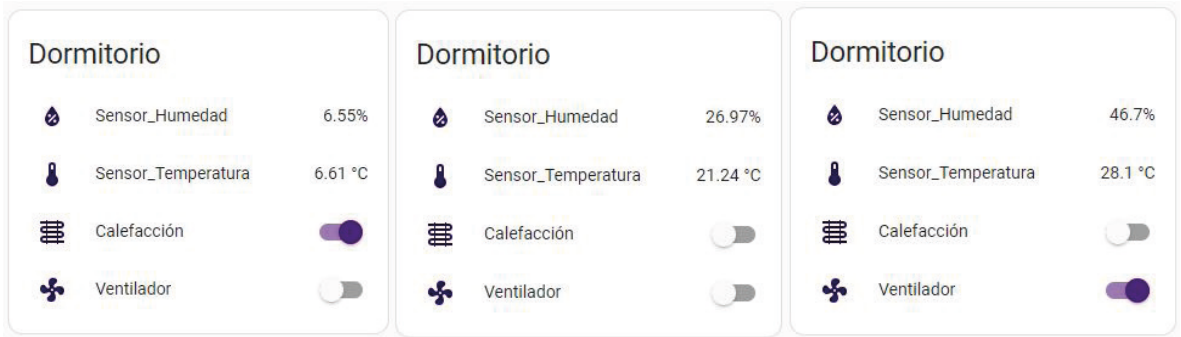 Dormitorio
Sensor_Humedad 6.55%
Sensor_Temperatura 6.61 °C
Calefacción
Ventilador
Dormitorio
Sensor_Humedad 26.97%
Sensor_Temperatura 21.24 °C
Calefacción
Ventilador
Dormitorio
Sensor_Humedad 46.7%
Sensor_Temperatura 28.1 °C
Calefacción
Ventilador